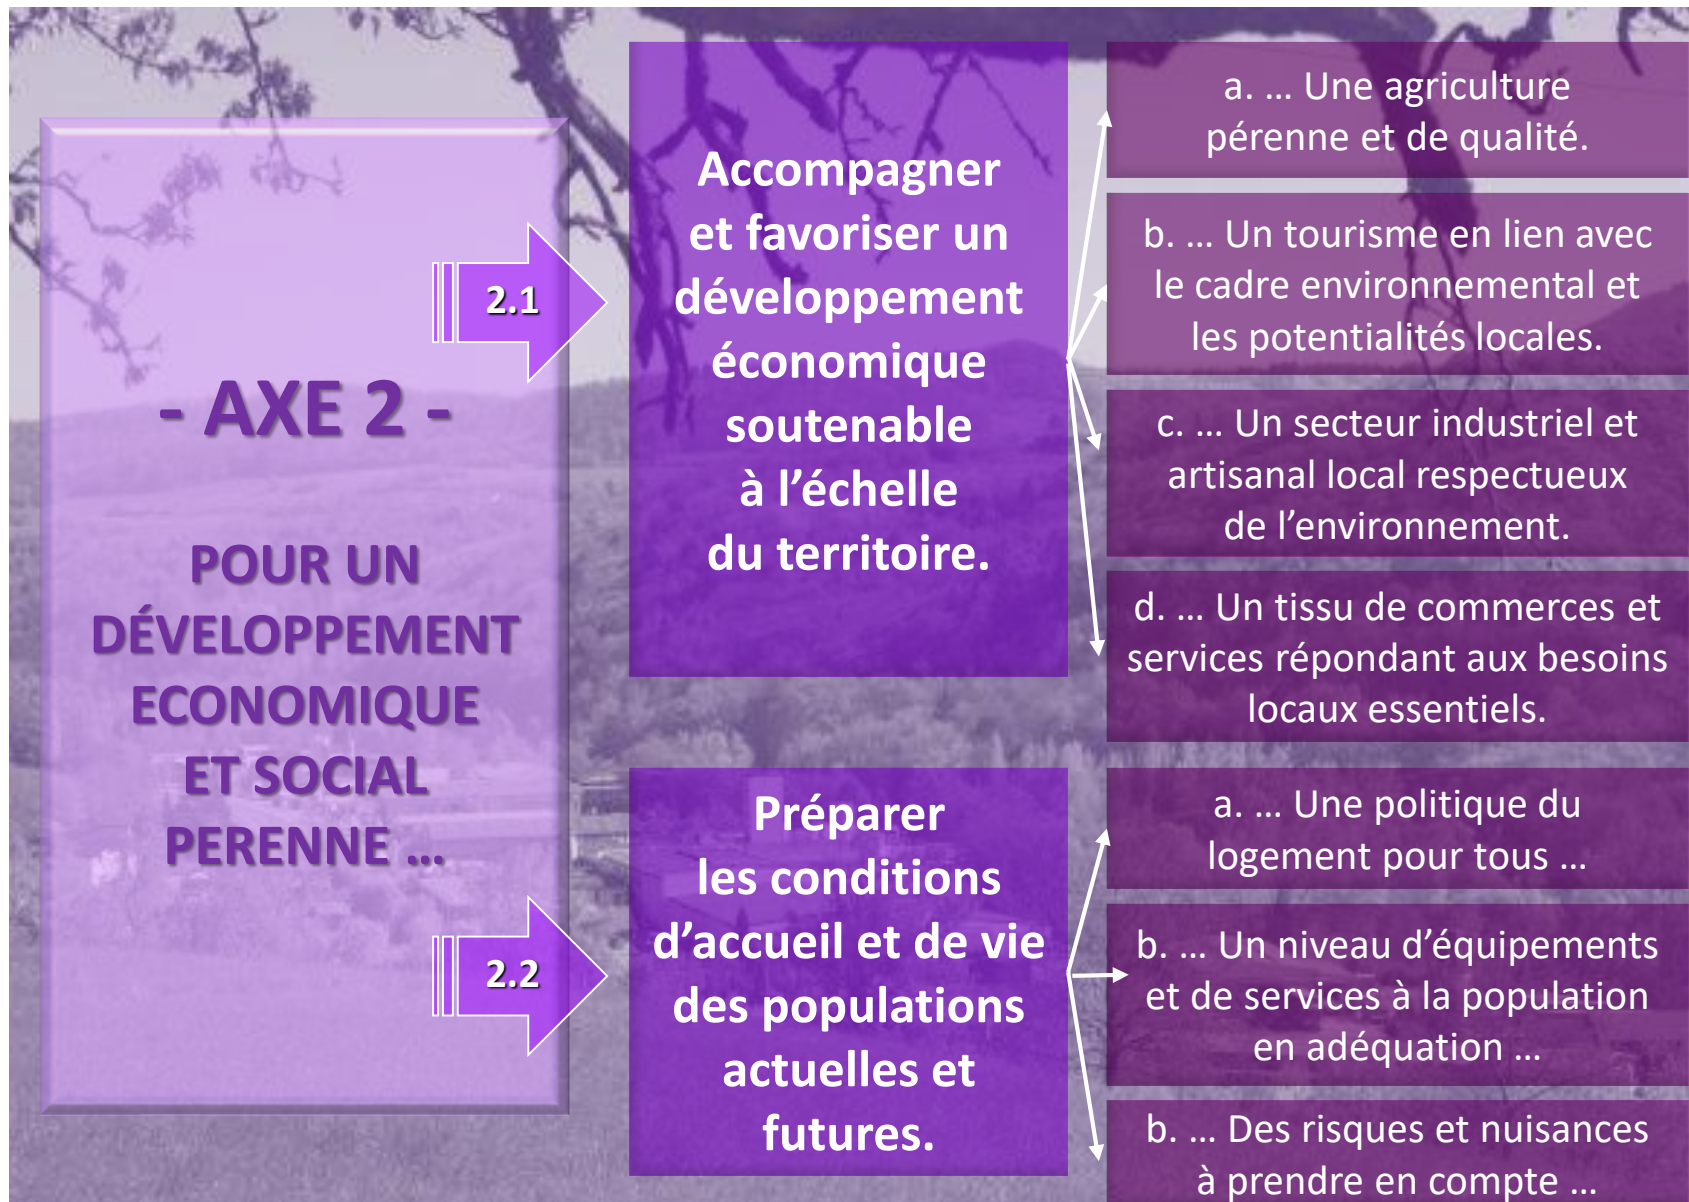 - AXE 2 -
POUR UN
DÉVELOPPEMENT
ECONOMIQUE
ET SOCIAL
PERENNE ...
2.1
Accompagner
et favoriser un
développement
économique
soutenable
à l’échelle
du territoire.
a. ... Une agriculture
pérenne et de qualité.
b. ... Un tourisme en lien avec
le cadre environnemental et
les potentialités locales.
c. ... Un secteur industriel et
artisanal local respectueux
de l’environnement.
d. ... Un tissu de commerces et
services répondant aux besoins
locaux essentiels.
2.2
Préparer
les conditions
d’accueil et de vie
des populations
actuelles et
futures.
a. ... Une politique du
logement pour tous ...
b. ... Un niveau d’équipements
et de services à la population
en adéquation ...
b. ... Des risques et nuisances
à prendre en compte ...